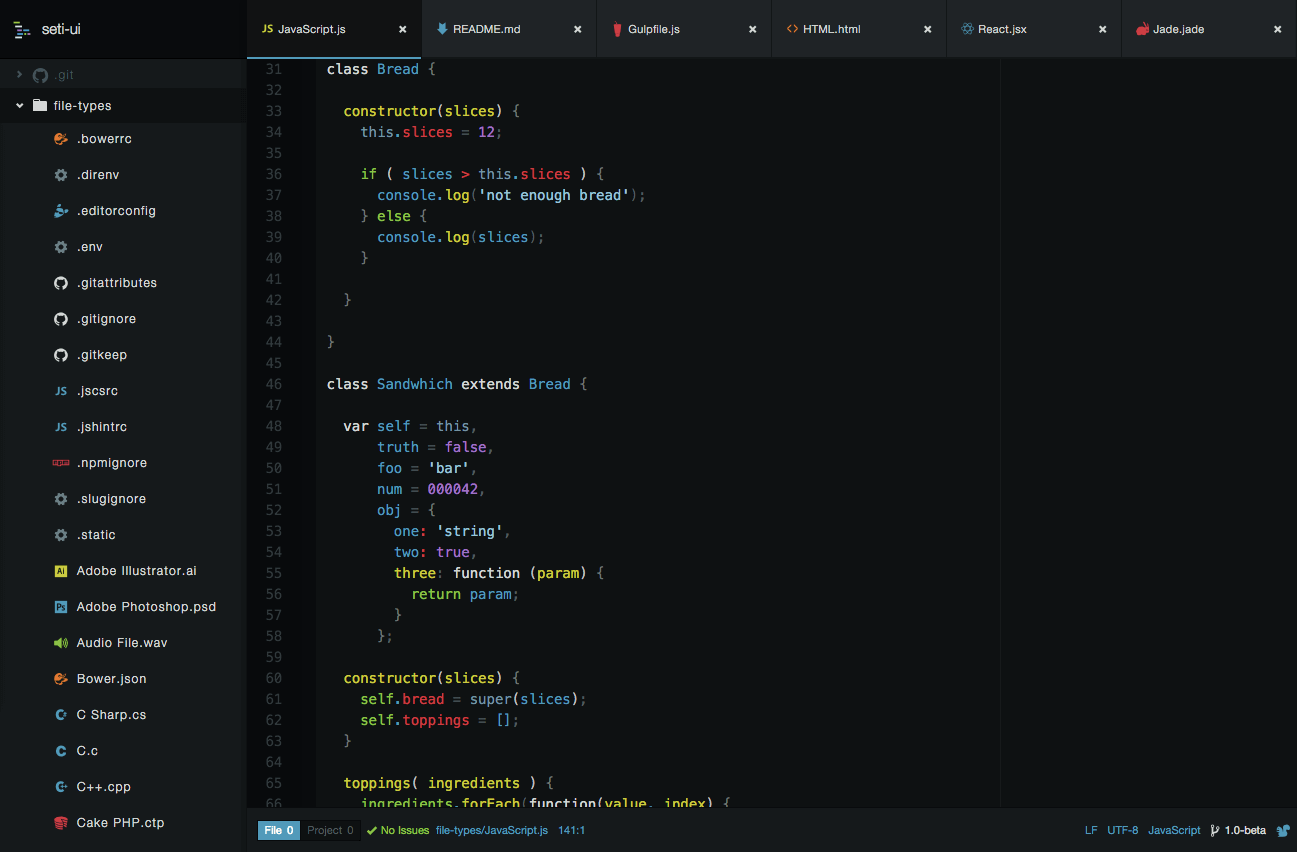 seti-ui
JS JavaScript.js × README.md × Gulpfile.js × <> HTML.html × React.jsx × Jade.jade ×
.git
file-types
.bowerrc
.direnv
.editorconfig
.env
.gitattributes
.gitignore
.gitkeep
JS .jscsrc
JS .jshintrc
npm .npmignore
.slugignore
.static
Ai Adobe Illustrator.ai
Ps Adobe Photoshop.psd
Audio File.wav
Bower.json
C Sharp.cs
C C.c
C++.cpp
Cake PHP.ctp
31 class Bread {
32
33   constructor(slices) {
34     this.slices = 12;
35
36     if ( slices > this.slices ) {
37       console.log('not enough bread');
38     } else {
39       console.log(slices);
40     }
41
42   }
43
44 }
45
46 class Sandwhich extends Bread {
47
48   var self = this,
49       truth = false,
50       foo = 'bar',
51       num = 000042,
52       obj = {
53         one: 'string',
54         two: true,
55         three: function (param) {
56           return param;
57         }
58       };
59
60   constructor(slices) {
61     self.bread = super(slices);
62     self.toppings = [];
63   }
64
65   toppings( ingredients ) {
66     ingredients.forEach(function(value, index) {
File 0 Project 0 No Issues file-types/JavaScript.js 141:1 LF UTF-8 JavaScript 1.0-beta